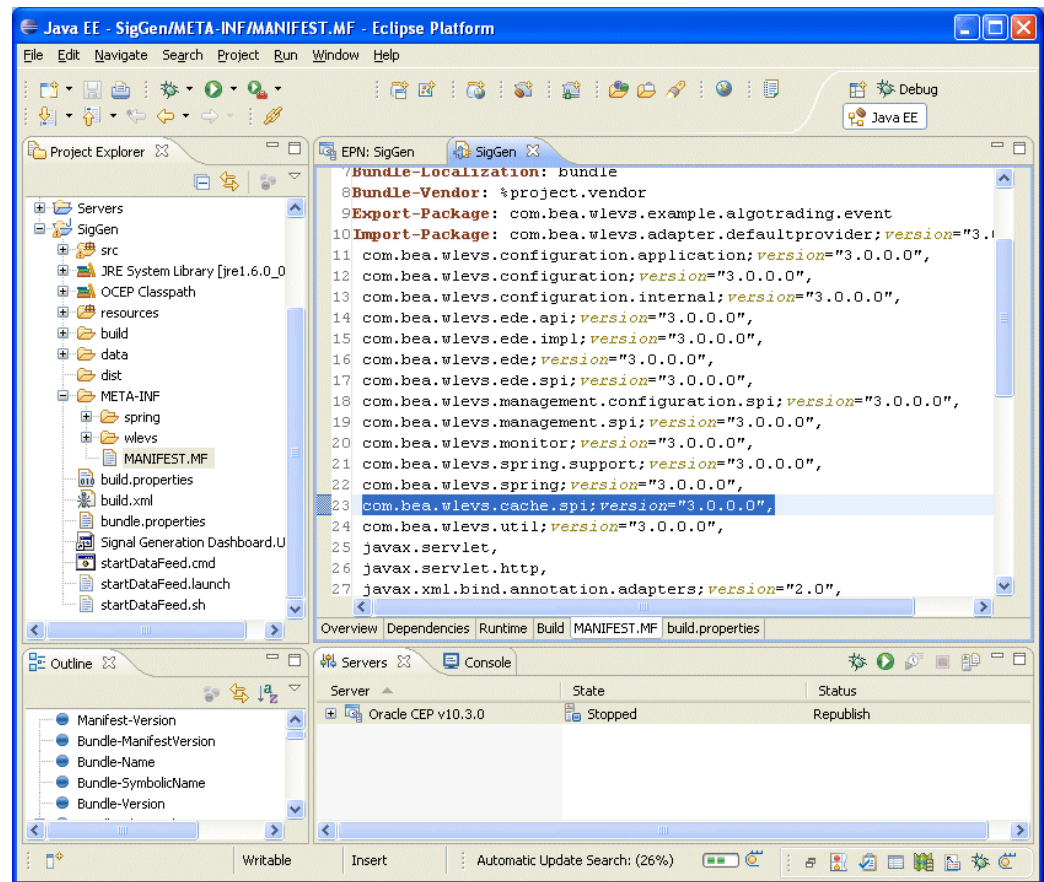 Java EE - SigGen/META-INF/MANIFEST.MF - Eclipse Platform
File Edit Navigate Search Project Run Window Help
Debug
Java EE
Project Explorer
Servers
SigGen
src
JRE System Library [jre1.6.0_0
OCEP Classpath
resources
build
data
dist
META-INF
spring
wlevs
MANIFEST.MF
build.properties
build.xml
bundle.properties
Signal Generation Dashboard.U
startDataFeed.cmd
startDataFeed.launch
startDataFeed.sh
EPN: SigGen SigGen
7Bundle-Localization: bundle
8Bundle-Vendor: %project.vendor
9Export-Package: com.bea.wlevs.example.algotrading.event
10Import-Package: com.bea.wlevs.adapter.defaultprovider;version="3.
11 com.bea.wlevs.configuration.application;version="3.0.0.0",
12 com.bea.wlevs.configuration;version="3.0.0.0",
13 com.bea.wlevs.configuration.internal;version="3.0.0.0",
14 com.bea.wlevs.ede.api;version="3.0.0.0",
15 com.bea.wlevs.ede.impl;version="3.0.0.0",
16 com.bea.wlevs.ede;version="3.0.0.0",
17 com.bea.wlevs.ede.spi;version="3.0.0.0",
18 com.bea.wlevs.management.configuration.spi;version="3.0.0.0",
19 com.bea.wlevs.management.spi;version="3.0.0.0",
20 com.bea.wlevs.monitor;version="3.0.0.0",
21 com.bea.wlevs.spring.support;version="3.0.0.0",
22 com.bea.wlevs.spring;version="3.0.0.0",
23 com.bea.wlevs.cache.spi;version="3.0.0.0",
24 com.bea.wlevs.util;version="3.0.0.0",
25 javax.servlet,
26 javax.servlet.http,
27 javax.xml.bind.annotation.adapters;version="2.0",
Overview Dependencies Runtime Build MANIFEST.MF build.properties
Outline
Manifest-Version
Bundle-ManifestVersion
Bundle-Name
Bundle-SymbolicName
Bundle-Version
Servers Console
Server State Status
Oracle CEP v10.3.0 Stopped Republish
Writable Insert Automatic Update Search: (26%)